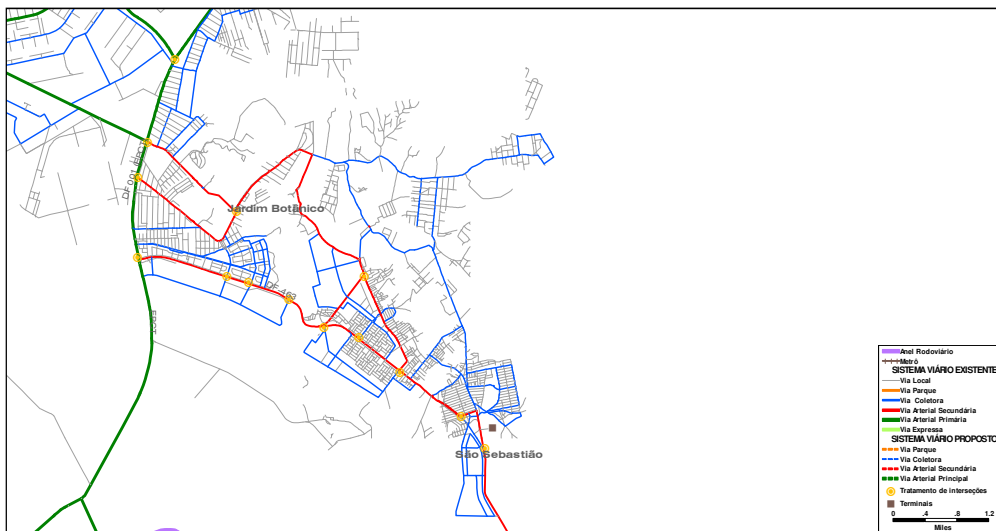 DF 001
EPCT
Jardim Botânico
DF-463
EPCT
São Sebastião
Anel Rodoviário
Metrô
SISTEMA VIÁRIO EXISTENTE
Via Local
Via Parque
Via Coletora
Via Arterial Secundária
Via Arterial Primária
Via Expressa
SISTEMA VIÁRIO PROPOSTO
Via Parque
Via Coletora
Via Arterial Secundária
Via Arterial Principal
Tratamento de interseções
Terminais
0 .4 .8 1.2
Miles